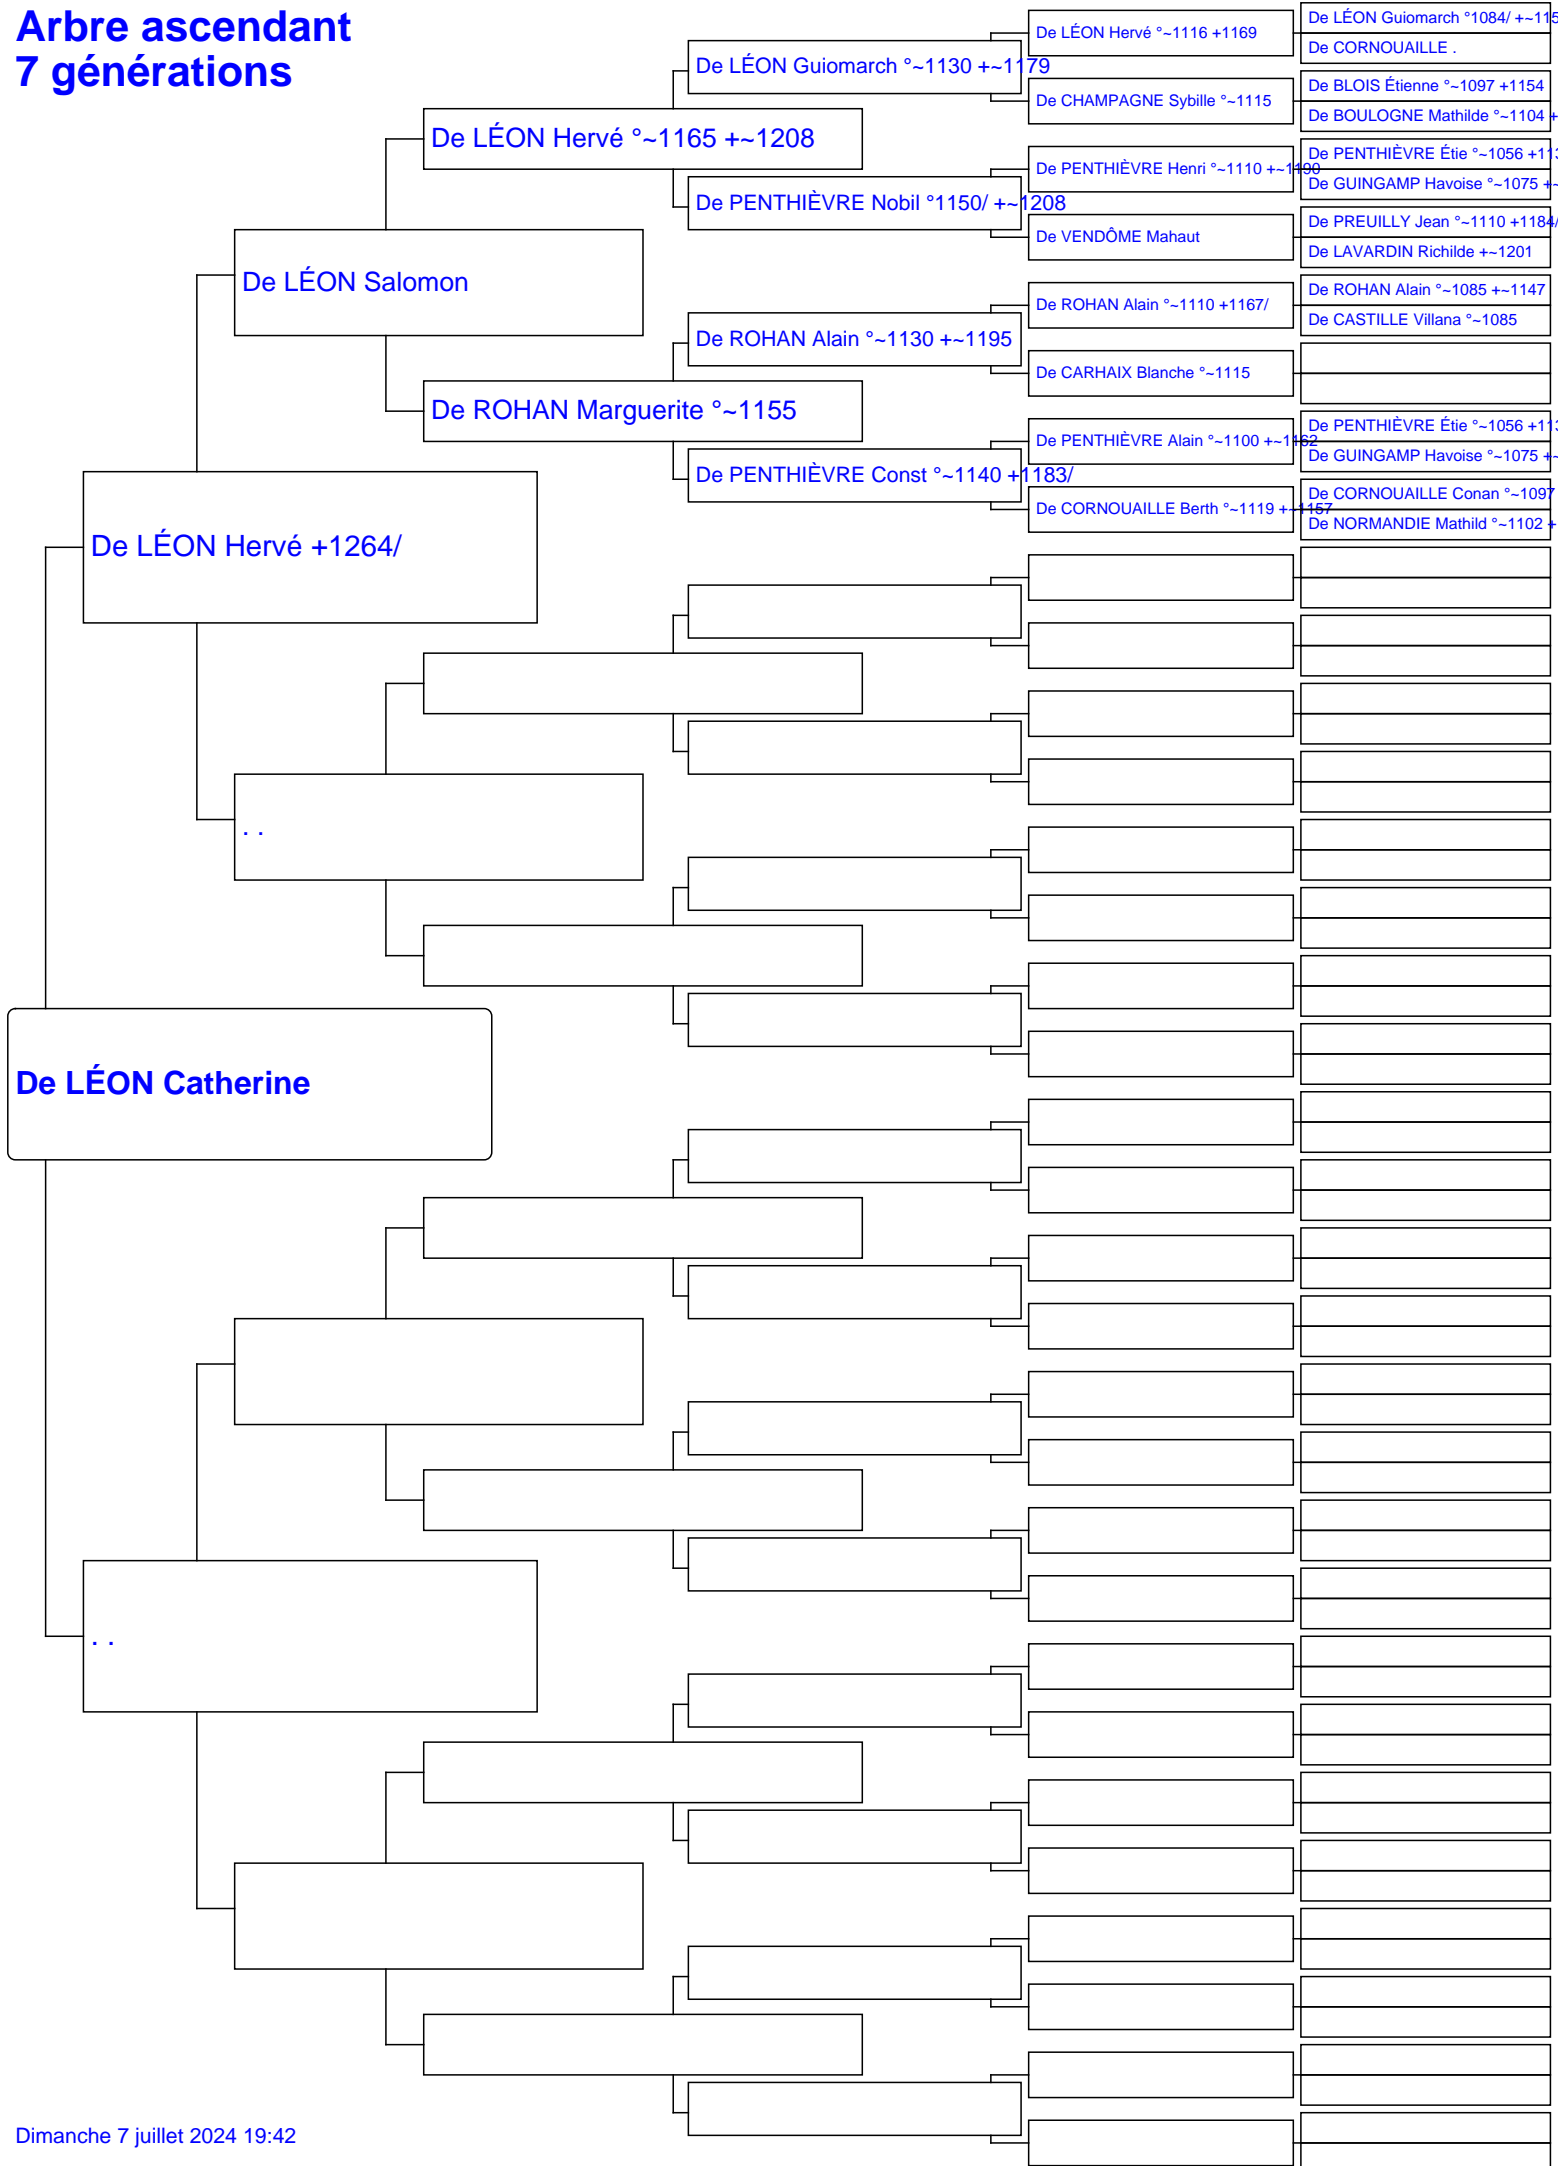 Arbre ascendant
7 générations
De LÉON Catherine
De LÉON Hervé +1264/
. .
De LÉON Salomon
. .
De LÉON Hervé °~1165 +~1208
De ROHAN Marguerite °~1155
De LÉON Guiomarch °~1130 +~1179
De PENTHIÈVRE Nobil °1150/ +~1208
De ROHAN Alain °~1130 +~1195
De PENTHIÈVRE Const °~1140 +1183/
De LÉON Hervé °~1116 +1169
De CHAMPAGNE Sybille °~1115
De PENTHIÈVRE Henri °~1110 +~1190
De VENDÔME Mahaut
De ROHAN Alain °~1110 +1167/
De CARHAIX Blanche °~1115
De PENTHIÈVRE Alain °~1100 +~1162
De CORNOUAILLE Berth °~1119 +~1157
De LÉON Guiomarch °1084/ +~115
De CORNOUAILLE .
De BLOIS Étienne °~1097 +1154
De BOULOGNE Mathilde °~1104 +
De PENTHIÈVRE Étie °~1056 +113
De GUINGAMP Havoise °~1075 +~
De PREUILLY Jean °~1110 +1184/
De LAVARDIN Richilde +~1201
De ROHAN Alain °~1085 +~1147
De CASTILLE Villana °~1085
De PENTHIÈVRE Étie °~1056 +113
De GUINGAMP Havoise °~1075 +~
De CORNOUAILLE Conan °~1097
De NORMANDIE Mathild °~1102 +
Dimanche 7 juillet 2024 19:42